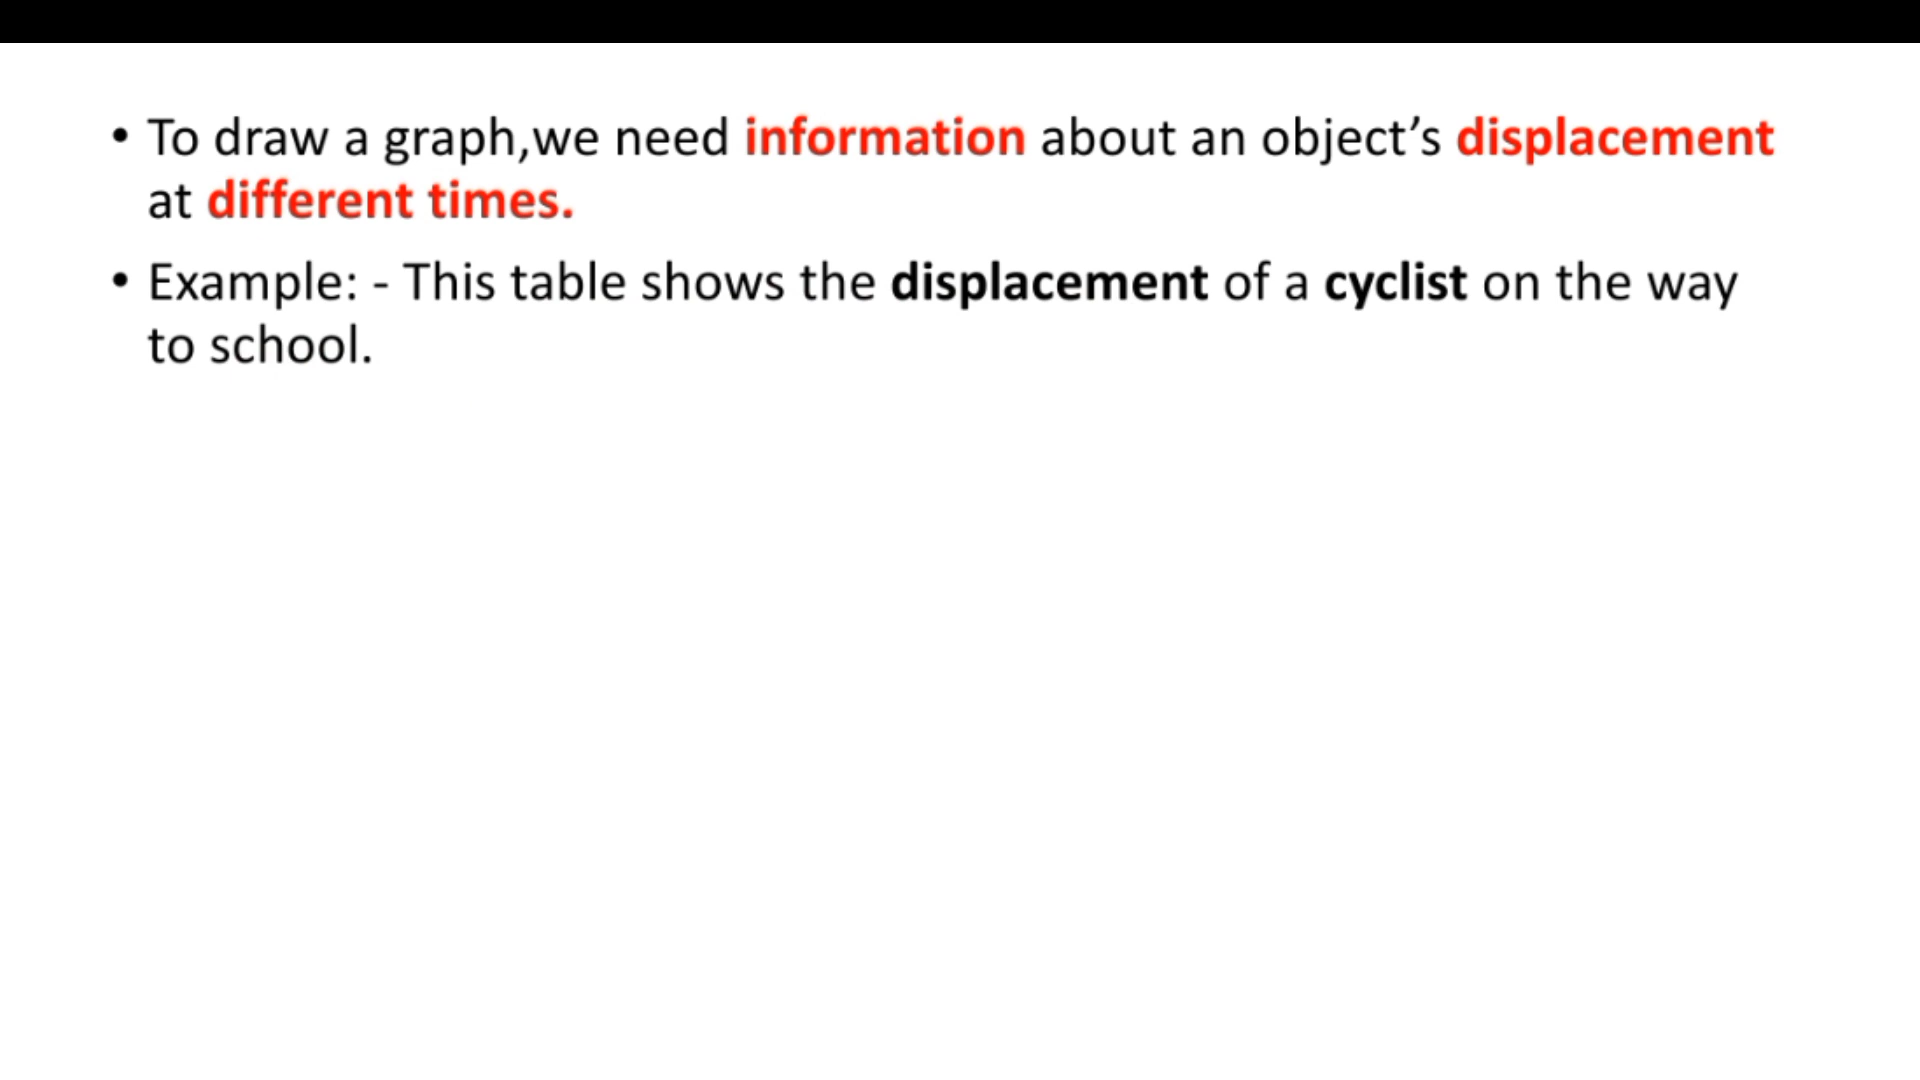 • To draw a graph,we need information about an object’s displacement
at different times.
• Example: - This table shows the displacement of a cyclist on the way
to school.